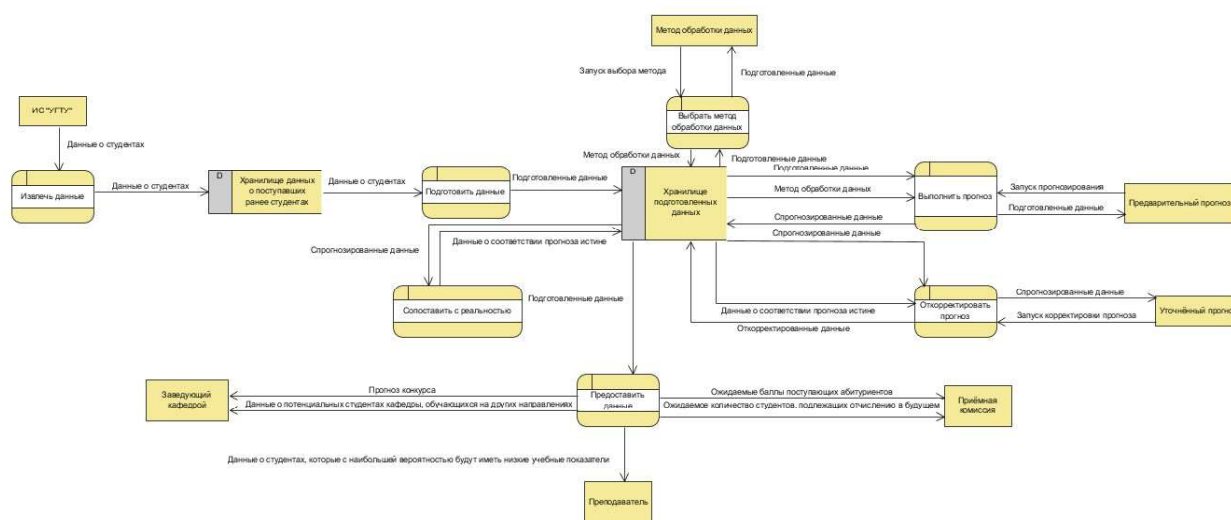 Метод обработки данных
Запуск выбора метода
Подготовленные данные
ИС "УГТУ"
Выбрать метод
обработки данных
Данные о студентах
Метод обработки данных
Подготовленные данные
D
Хранилище данных
о поступавших
ранее студентах
D
Хранилище
подготовленных
данных
Извлечь данные
Данные о студентах
Данные о студентах
Подготовить данные
Подготовленные данные
Подготовленные данные
Метод обработки данных
Выполнить прогноз
Запуск прогнозирования
Подготовленные данные
Предварительный прогноз
Спрогнозированные данные
Спрогнозированные данные
Спрогнозированные данные
Данные о соответствии прогноза истине
Сопоставить с реальностью
Подготовленные данные
Данные о соответствии прогноза истине
Откорректированные данные
Откорректировать
прогноз
Спрогнозированные данные
Запуск корректировки прогноза
Уточнённый прогноз
Заведующий
кафедрой
Прогноз конкурса
Данные о потенциальных студентах кафедры, обучающихся на других направлениях
Предоставить
данные
Ожидаемые баллы поступающих абитуриентов
Ожидаемое количество студентов, подлежащих отчислению в будущем
Приёмная
комиссия
Данные о студентах, которые с наибольшей вероятностью будут иметь низкие учебные показатели
Преподаватель